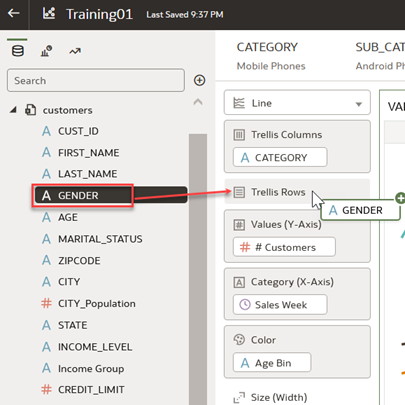 Training01 Last Saved 9:37 PM
CATEGORY SUB_CAT
Mobile Phones Android Ph
Search
customers
CUST_ID
FIRST_NAME
LAST_NAME
GENDER
AGE
MARITAL_STATUS
ZIPCODE
CITY
CITY_Population
STATE
INCOME_LEVEL
Income Group
CREDIT_LIMIT
Line
Trellis Columns
CATEGORY
Trellis Rows
GENDER
Values (Y-Axis)
# Customers
Category (X-Axis)
Sales Week
Color
Age Bin
Size (Width)
VA